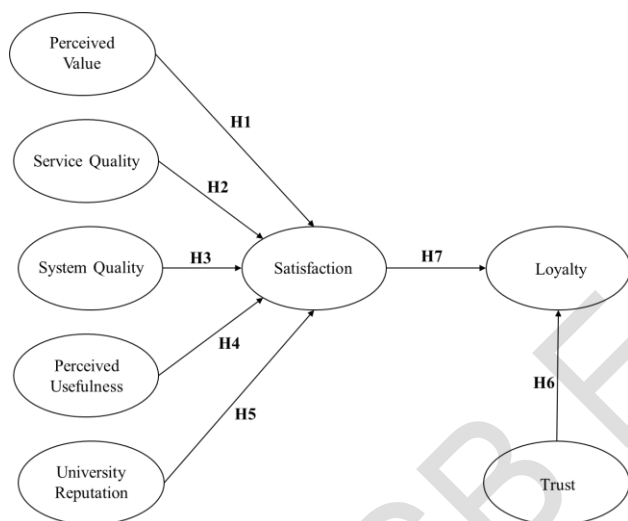 Perceived
Value
H1
Service Quality
H2
System Quality
H3
Satisfaction
H7
Loyalty
Perceived
Usefulness
H4
H6
University
Reputation
H5
Trust